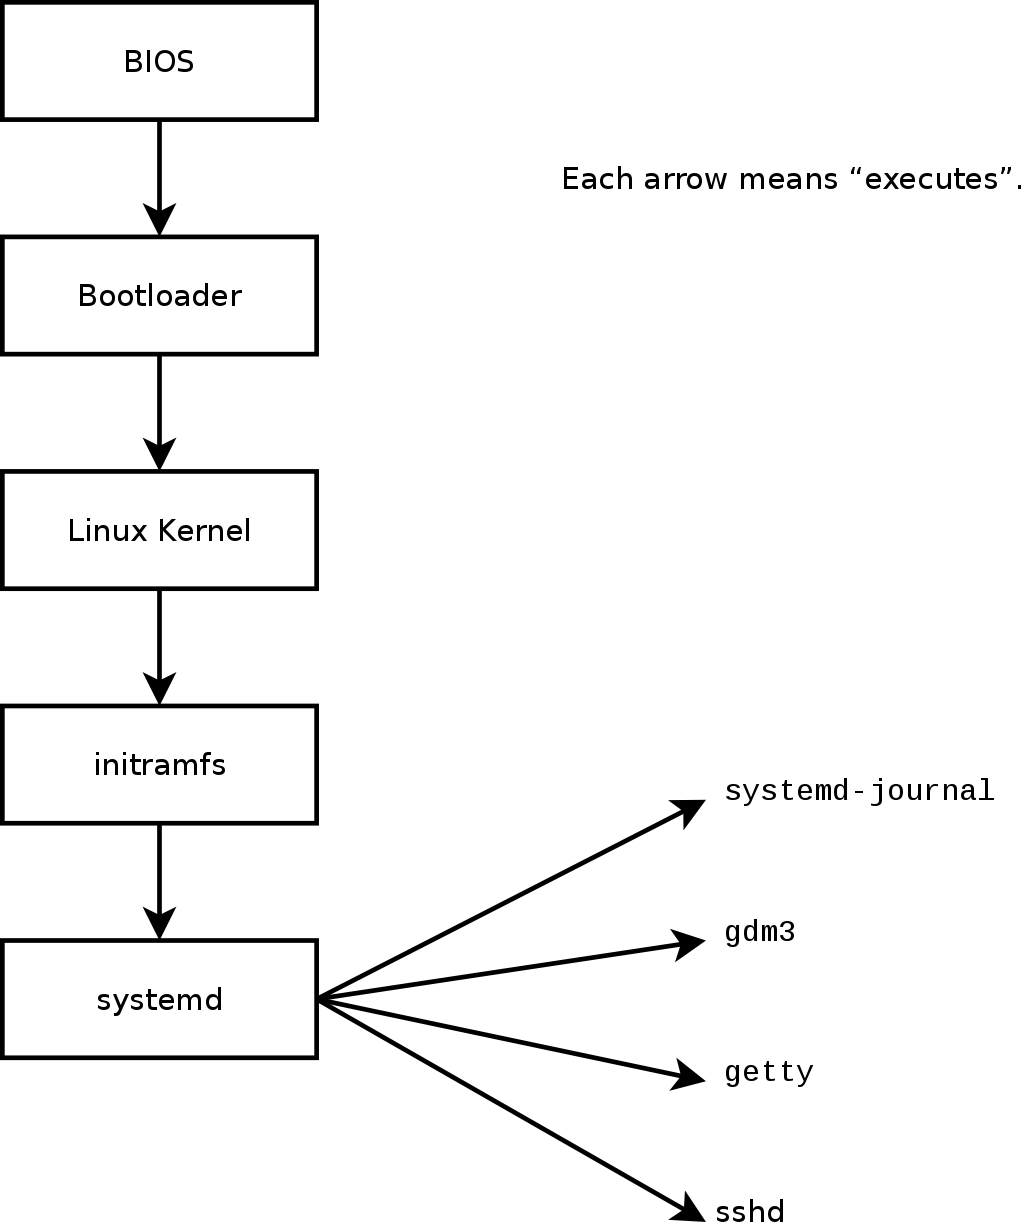 BIOS
Each arrow means “executes”.
Bootloader
Linux Kernel
initramfs
systemd-journal
gdm3
systemd
getty
sshd